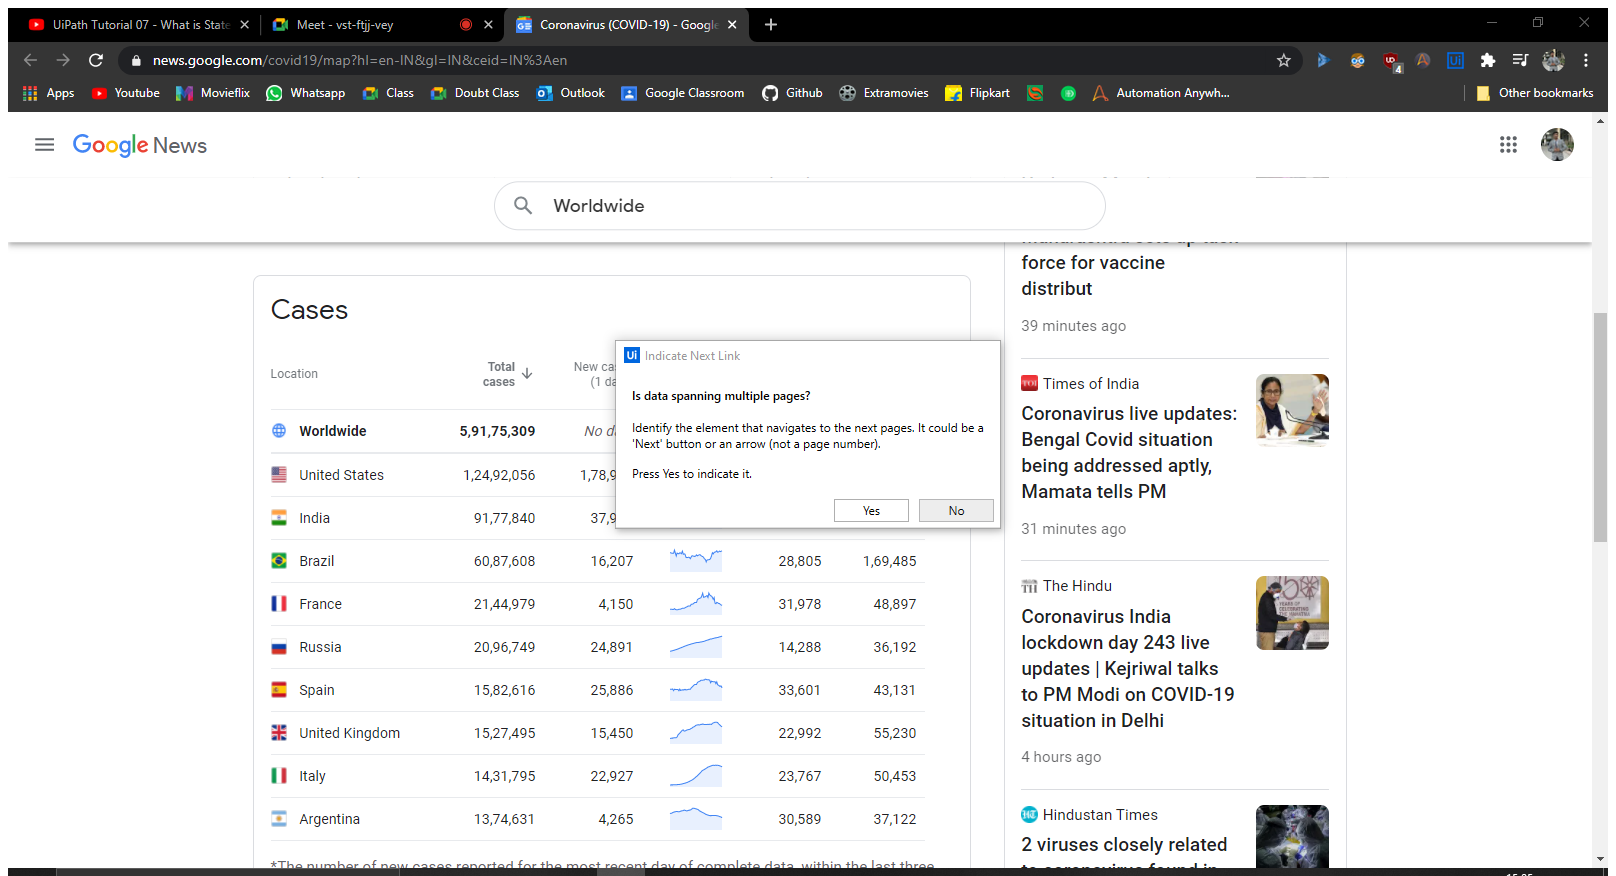 UiPath Tutorial 07 - What is State
Meet - vst-ftjj-vey
Coronavirus (COVID-19) - Google
news.google.com/covid19/map?hl=en-IN&gl=IN&ceid=IN%3Aen
4
Apps Youtube Movieflix Whatsapp Class Doubt Class Outlook Google Classroom Github Extramovies Flipkart Automation Anywh... Other bookmarks
Google News
Worldwide
Cases
Location
Total cases
New cas
(1 da
Worldwide 5,91,75,309 No d
United States 1,24,92,056 1,78,9
India 91,77,840 37,9
Brazil 60,87,608 16,207 28,805 1,69,485
France 21,44,979 4,150 31,978 48,897
Russia 20,96,749 24,891 14,288 36,192
Spain 15,82,616 25,886 33,601 43,131
United Kingdom 15,27,495 15,450 22,992 55,230
Italy 14,31,795 22,927 23,767 50,453
Argentina 13,74,631 4,265 30,589 37,122
*The number of new cases reported for the most recent day of complete data, within the last three
Ui Indicate Next Link
Is data spanning multiple pages?
Identify the element that navigates to the next pages. It could be a
'Next' button or an arrow (not a page number).
Press Yes to indicate it.
Yes No
force for vaccine
distribut
39 minutes ago
Times of India
Coronavirus live updates:
Bengal Covid situation
being addressed aptly,
Mamata tells PM
31 minutes ago
The Hindu
Coronavirus India
lockdown day 243 live
updates | Kejriwal talks
to PM Modi on COVID-19
situation in Delhi
4 hours ago
Hindustan Times
2 viruses closely related